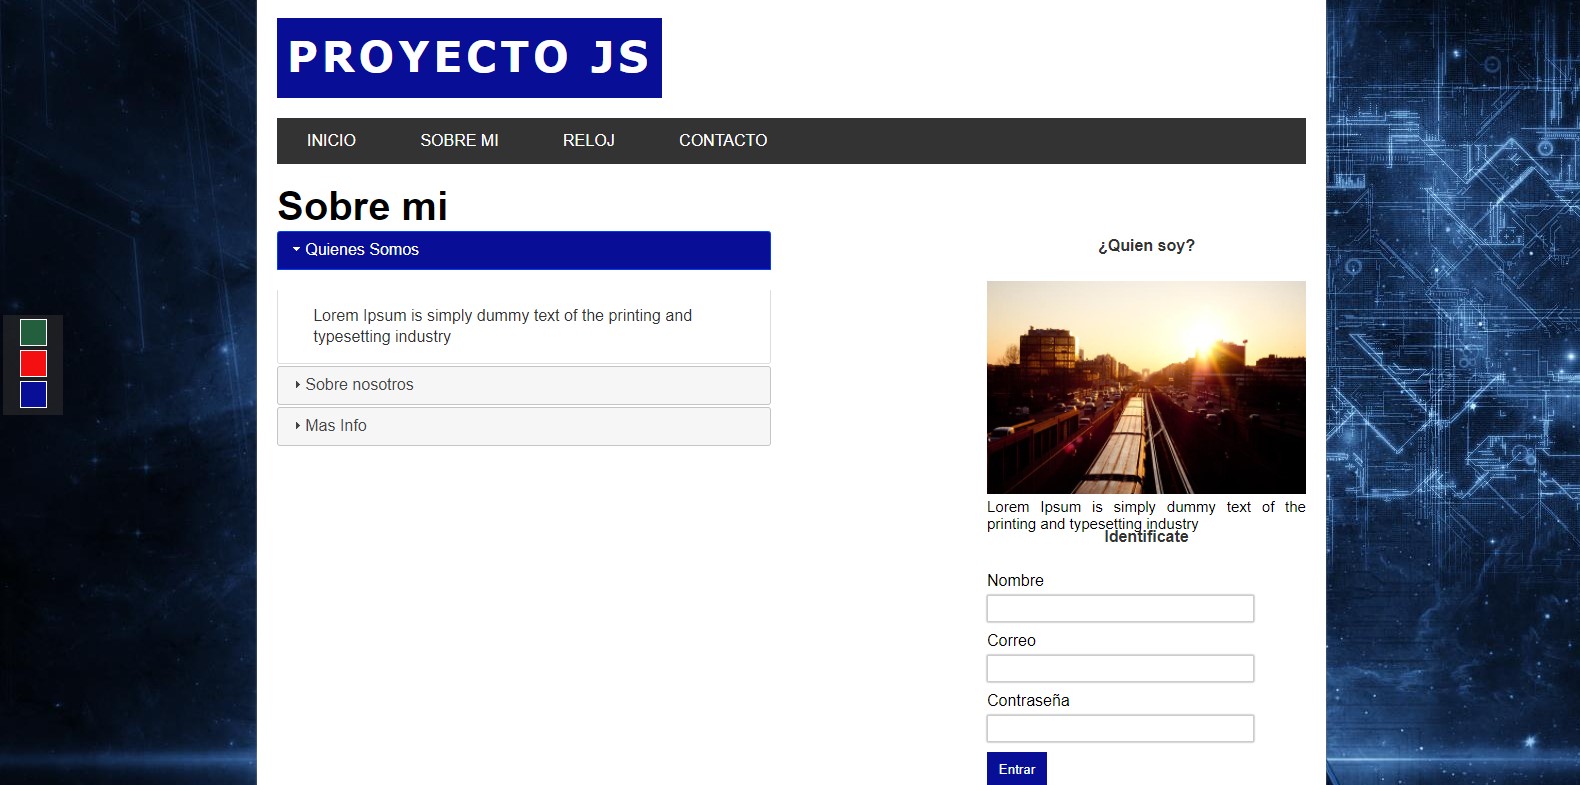 PROYECTO JS
INICIO SOBRE MI RELOJ CONTACTO
Sobre mi
Quienes Somos
Lorem Ipsum is simply dummy text of the printing and
typesetting industry
Sobre nosotros
Mas Info
¿Quien soy?
Lorem Ipsum is simply dummy text of the
printing and typesetting industry
Identificate
Nombre
Correo
Contraseña
Entrar